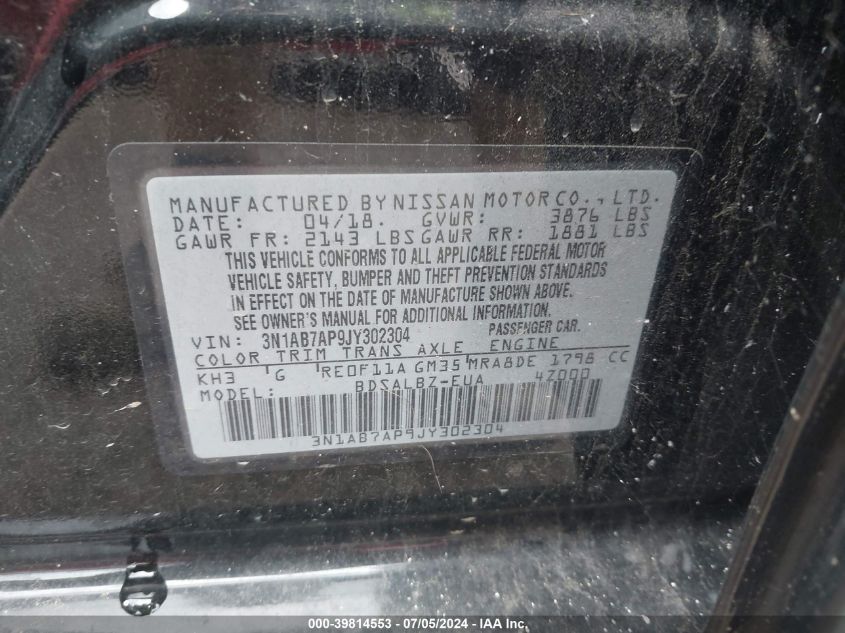 MANUFACTURED BY NISSAN MOTOR CO., LTD.
DATE: 04/18. GVWR: 3876 LBS
GAWR FR: 2143 LBS GAWR RR: 1881 LBS
THIS VEHICLE CONFORMS TO ALL APPLICABLE FEDERAL MOTOR
VEHICLE SAFETY, BUMPER AND THEFT PREVENTION STANDARDS
IN EFFECT ON THE DATE OF MANUFACTURE SHOWN ABOVE.
SEE OWNER'S MANUAL FOR ADDITIONAL INFORMATION.
VIN: 3N1AB7AP9JY302304 PASSENGER CAR.
COLOR TRIM TRANS AXLE ENGINE
KH3 G RE0F11A GM35 MRA8DE 1798 CC
MODEL: BDSALBZ-EUA 4Z000
3N1AB7AP9JY302304
000-39814553 - 07/05/2024 - IAAI.com